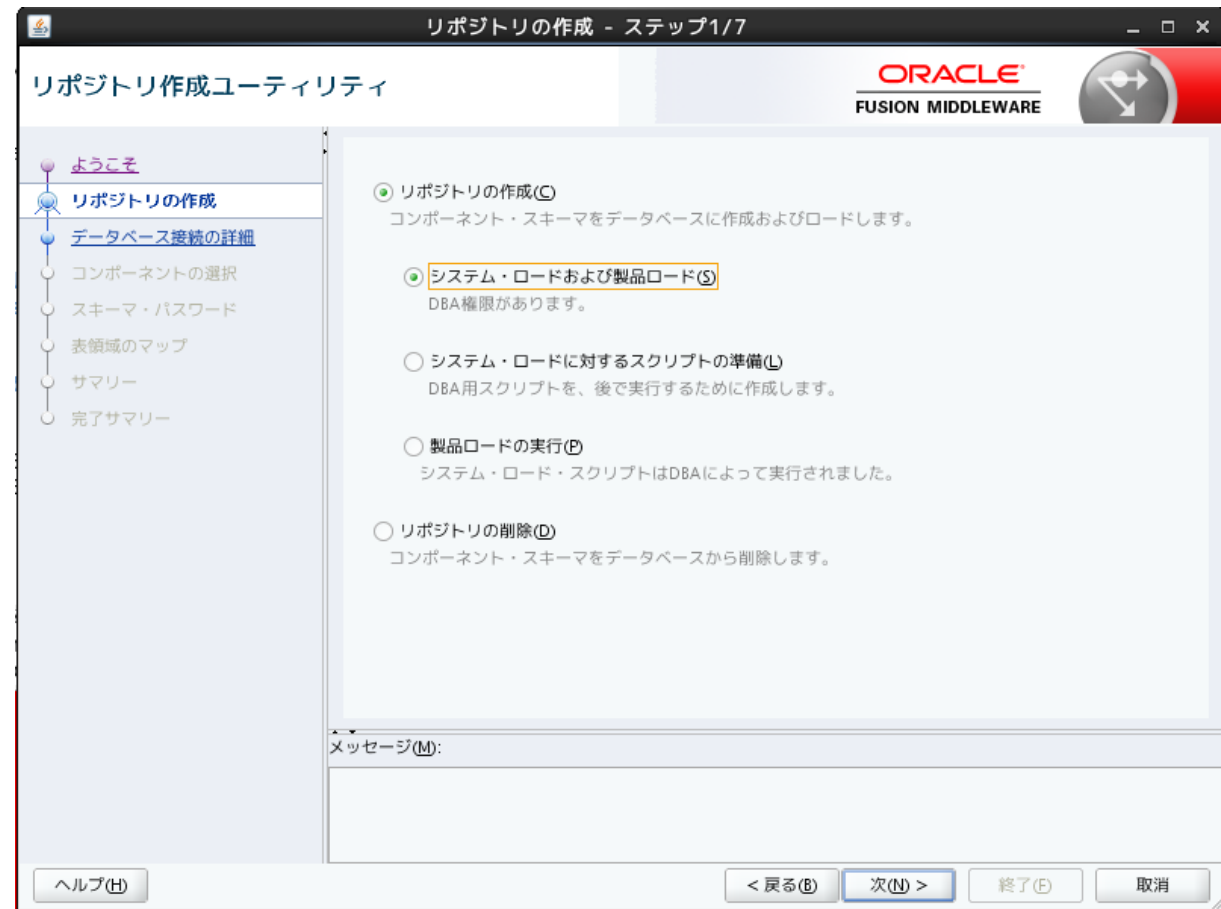 リポジトリの作成 - ステップ1/7
リポジトリ作成ユーティリティ
ORACLE
FUSION MIDDLEWARE
ようこそ
リポジトリの作成
データベース接続の詳細
コンポーネントの選択
スキーマ・パスワード
表領域のマップ
サマリー
完了サマリー
リポジトリの作成(C)
コンポーネント・スキーマをデータベースに作成およびロードします。
システム・ロードおよび製品ロード(S)
DBA権限があります。
システム・ロードに対するスクリプトの準備(L)
DBA用スクリプトを、後で実行するために作成します。
製品ロードの実行(P)
システム・ロード・スクリプトはDBAによって実行されました。
リポジトリの削除(D)
コンポーネント・スキーマをデータベースから削除します。
メッセージ(M):
ヘルプ(H)
< 戻る(B)
次(N) >
終了(F)
取消